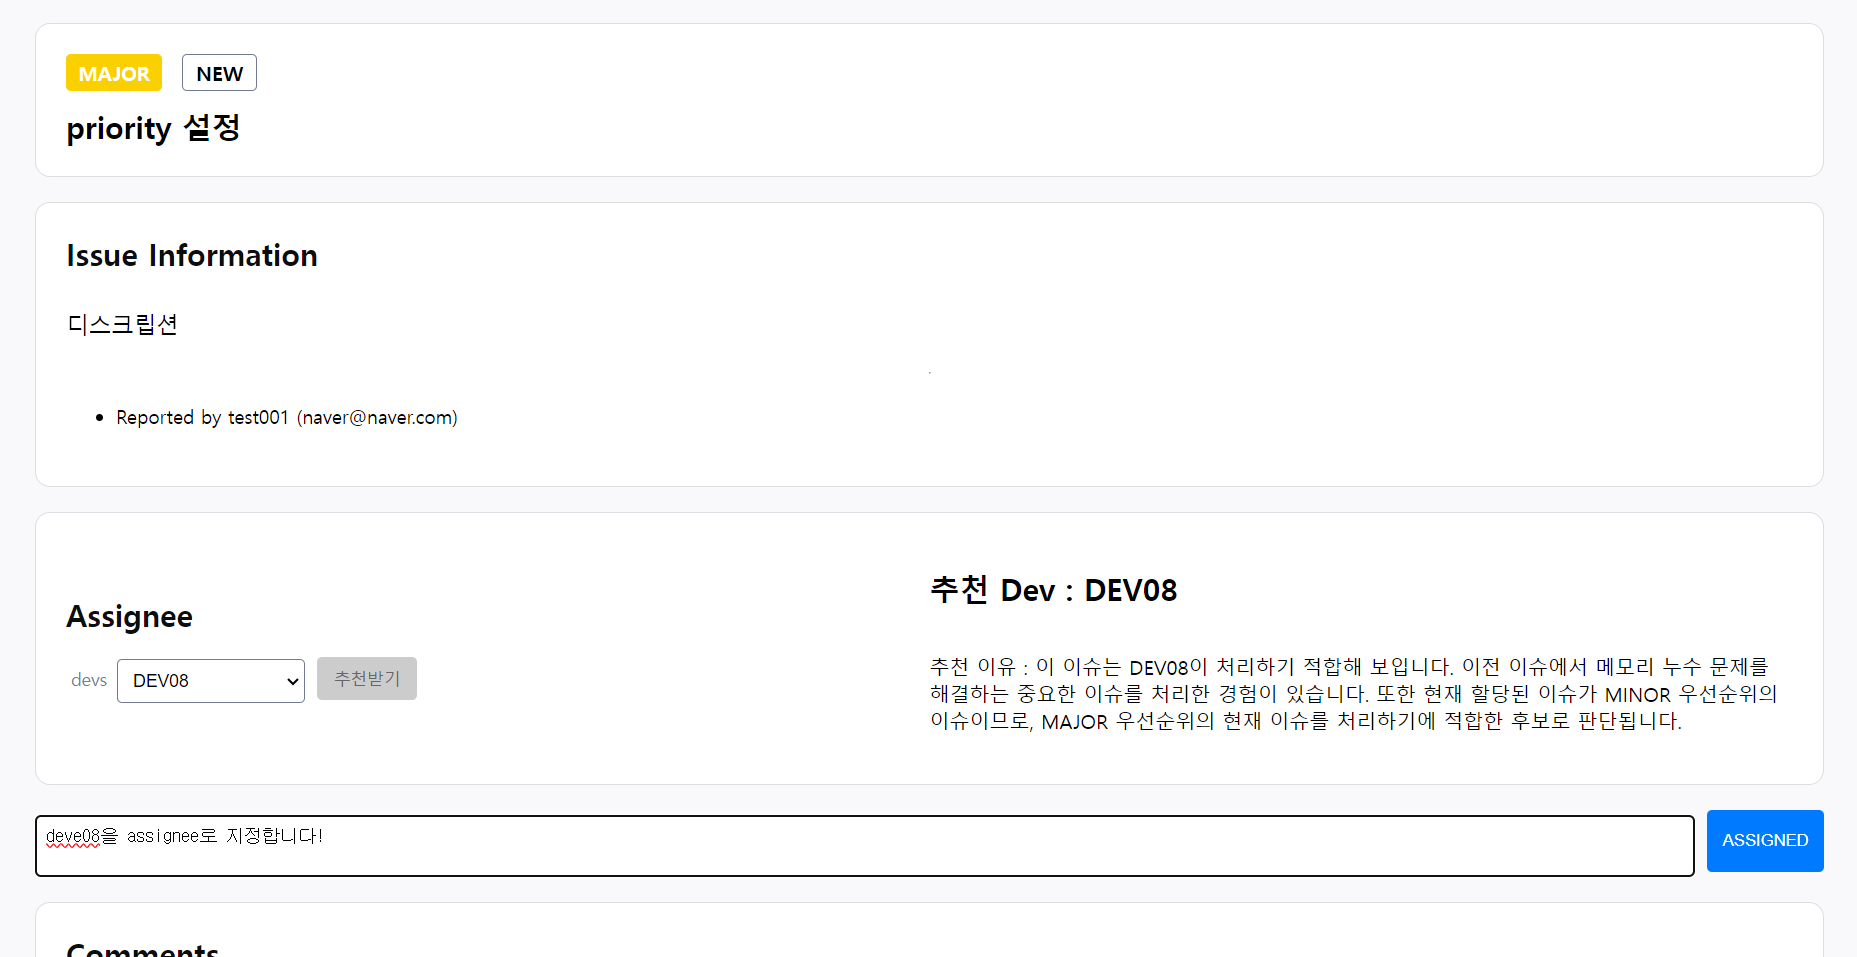 MAJOR NEW
priority 설정
Issue Information
디스크립션
Reported by test001 (naver@naver.com)
Assignee
devs DEV08 추천받기
추천 Dev : DEV08
추천 이유 : 이 이슈는 DEV08이 처리하기 적합해 보입니다. 이전 이슈에서 메모리 누수 문제를
해결하는 중요한 이슈를 처리한 경험이 있습니다. 또한 현재 할당된 이슈가 MINOR 우선순위의
이슈이므로, MAJOR 우선순위의 현재 이슈를 처리하기에 적합한 후보로 판단됩니다.
deve08을 assignee로 지정합니다!
ASSIGNED
Comments